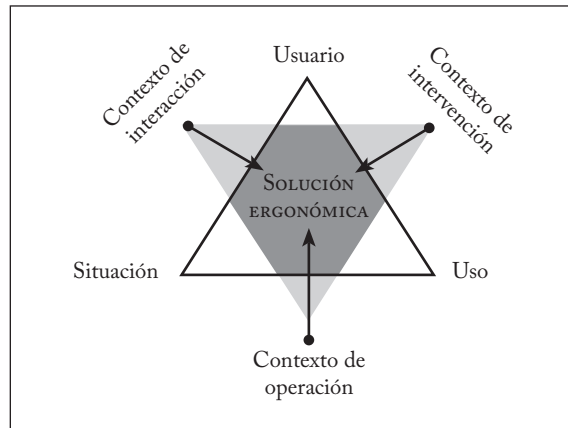 Usuario
Contexto de
interacción
Contexto de
intervención
Solución
ergonómica
Situación
Uso
Contexto de
operación